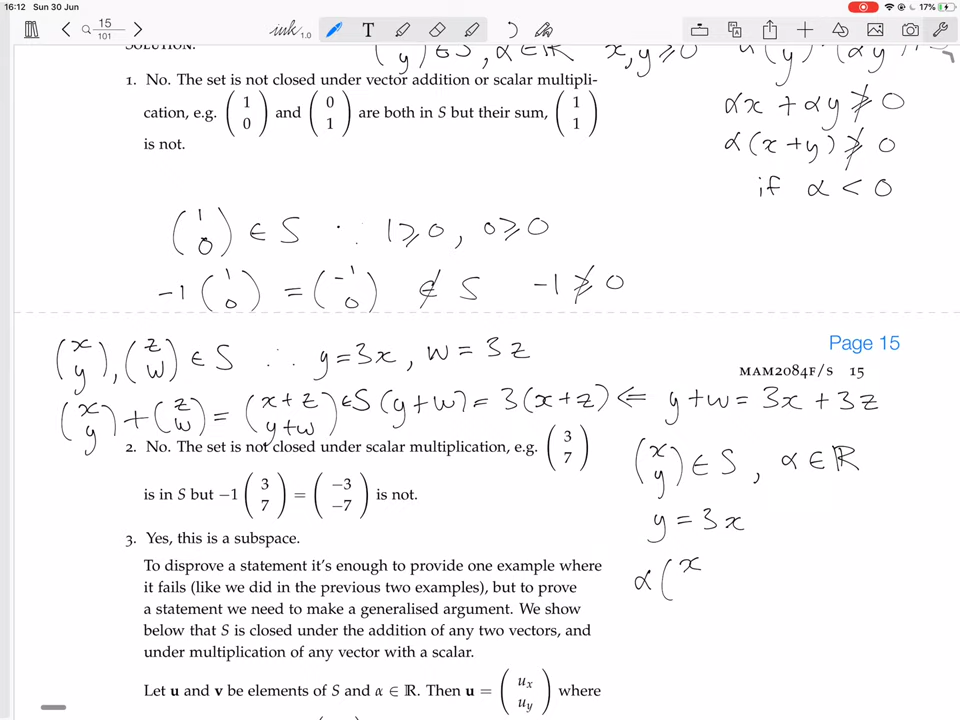 16:12 Sun 30 Jun
17%
15
101
ink 1.0
T
SOLUTION:
(x y) ∈ S, α ∈ ℝ x, y ⩾ 0
1. No. The set is not closed under vector addition or scalar multipli-
cation, e.g. (1 0) and (0 1) are both in S but their sum, (1 1)
is not.
αx + αy ⋡ 0
α(x + y) ⋡ 0
if α < 0
(1 0) ∈ S ∵ 1 ⩾ 0, 0 ⩾ 0
-1 (1 0) = (-1 0) ∉ S -1 ⋡ 0
Page 15
MAM2084F/S 15
(x y), (z w) ∈ S ∴ y = 3x, w = 3z
(x y) + (z w) = (x+z y+w) ∈ S (y+w) = 3(x+z) ⇐ y+w = 3x + 3z
2. No. The set is not closed under scalar multiplication, e.g. (3 7)
is in S but −1 (3 7) = (−3 −7) is not.
(x y) ∈ S, α ∈ ℝ
y = 3x
α(x
3. Yes, this is a subspace.
To disprove a statement it's enough to provide one example where
it fails (like we did in the previous two examples), but to prove
a statement we need to make a generalised argument. We show
below that S is closed under the addition of any two vectors, and
under multiplication of any vector with a scalar.
Let u and v be elements of S and α ∈ ℝ. Then u = (uₓ u_y) where